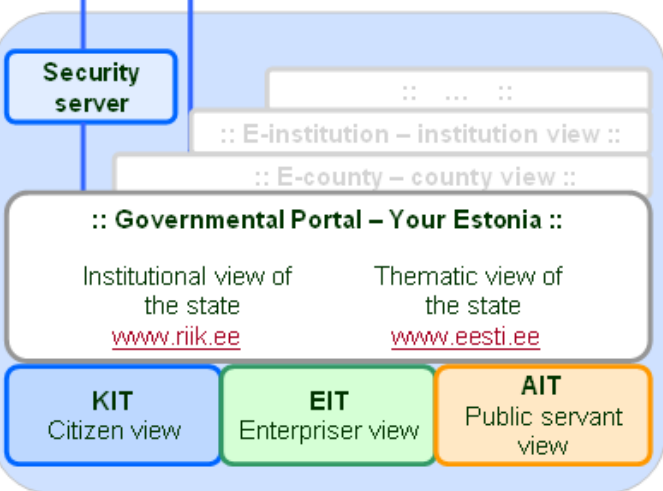 Security
server
:: ... ::
:: E-institution – institution view ::
:: E-county – county view ::
:: Governmental Portal – Your Estonia ::
Institutional view of
the state
www.riik.ee
Thematic view of
the state
www.eesti.ee
KIT
Citizen view
EIT
Enterpriser view
AIT
Public servant
view